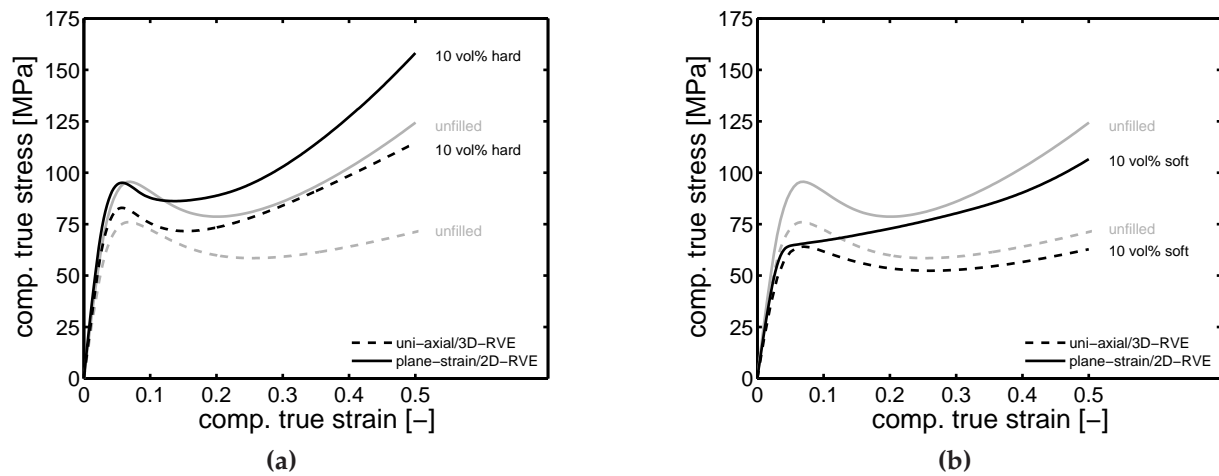 175
150
125
100
75
50
25
0
comp. true stress [MPa]
10 vol% hard
unfilled
10 vol% hard
unfilled
uni−axial/3D−RVE
plane−strain/2D−RVE
0 0.1 0.2 0.3 0.4 0.5
comp. true strain [−]
(a)
175
150
125
100
75
50
25
0
comp. true stress [MPa]
unfilled
10 vol% soft
unfilled
10 vol% soft
uni−axial/3D−RVE
plane−strain/2D−RVE
0 0.1 0.2 0.3 0.4 0.5
comp. true strain [−]
(b)